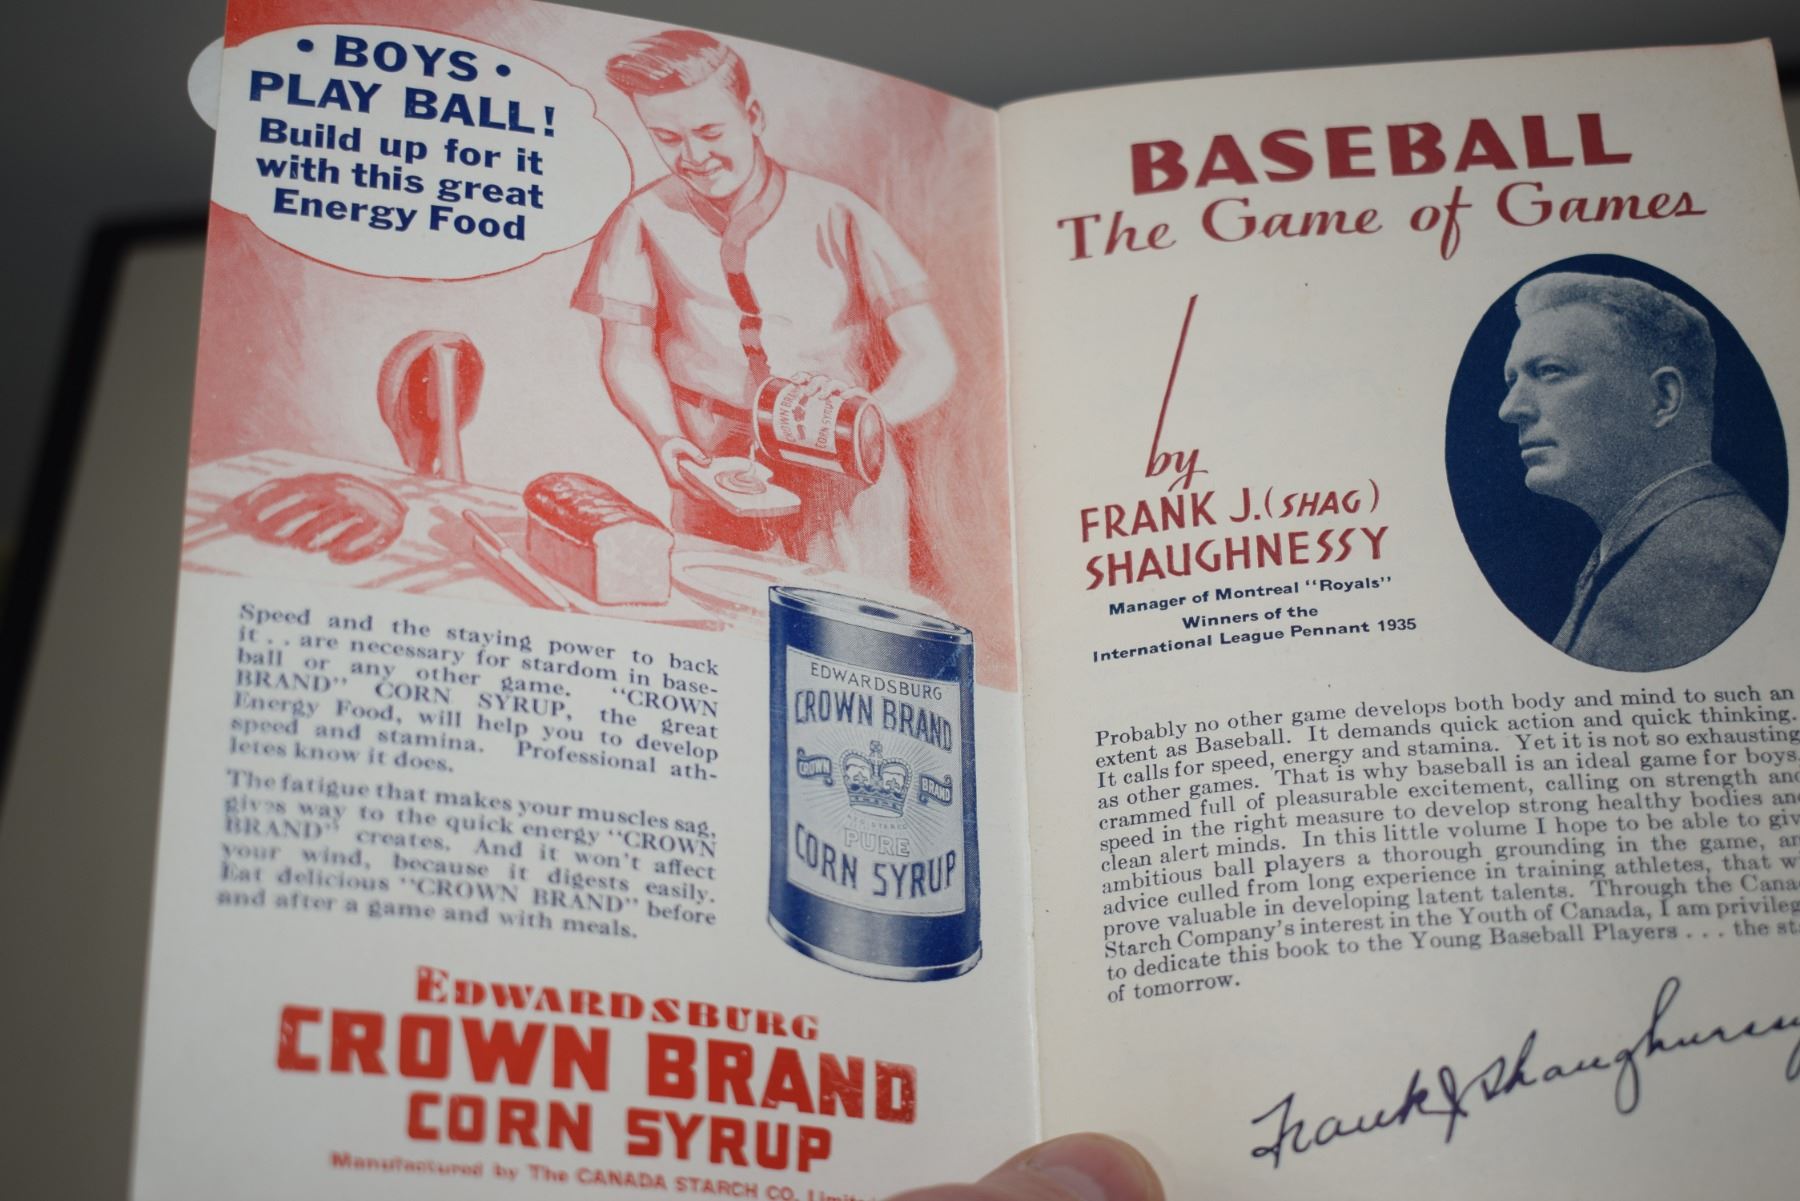 • BOYS •
PLAY BALL!
Build up for it
with this great
Energy Food
CROWN BRAND
CORN SYRUP
Speed and the staying power to back
it . . are necessary for stardom in base-
ball or any other game. "CROWN
BRAND" CORN SYRUP, the great
Energy Food, will help you to develop
speed and stamina. Professional ath-
letes know it does.
The fatigue that makes your muscles sag,
gives way to the quick energy "CROWN
BRAND" creates. And it won't affect
your wind, because it digests easily.
Eat delicious "CROWN BRAND" before
and after a game and with meals.
EDWARDSBURG
CROWN BRAND
CROWN
BRAND
PURE
CORN SYRUP
EDWARDSBURG
CROWN BRAND
CORN SYRUP
Manufactured by The CANADA STARCH CO.
BASEBALL
The Game of Games
by
FRANK J. (SHAG)
SHAUGHNESSY
Manager of Montreal "Royals"
Winners of the
International League Pennant 1935
Probably no other game develops both body and mind to such an
extent as Baseball. It demands quick action and quick thinking.
It calls for speed, energy and stamina. Yet it is not so exhausting
as other games. That is why baseball is an ideal game for boys,
crammed full of pleasurable excitement, calling on strength and
speed in the right measure to develop strong healthy bodies and
clean alert minds. In this little volume I hope to be able to giv
ambitious ball players a thorough grounding in the game, an
advice culled from long experience in training athletes, that w
prove valuable in developing latent talents. Through the Cana
Starch Company's interest in the Youth of Canada, I am privileg
to dedicate this book to the Young Baseball Players . . . the sta
of tomorrow.
Frank J Shaughnessy